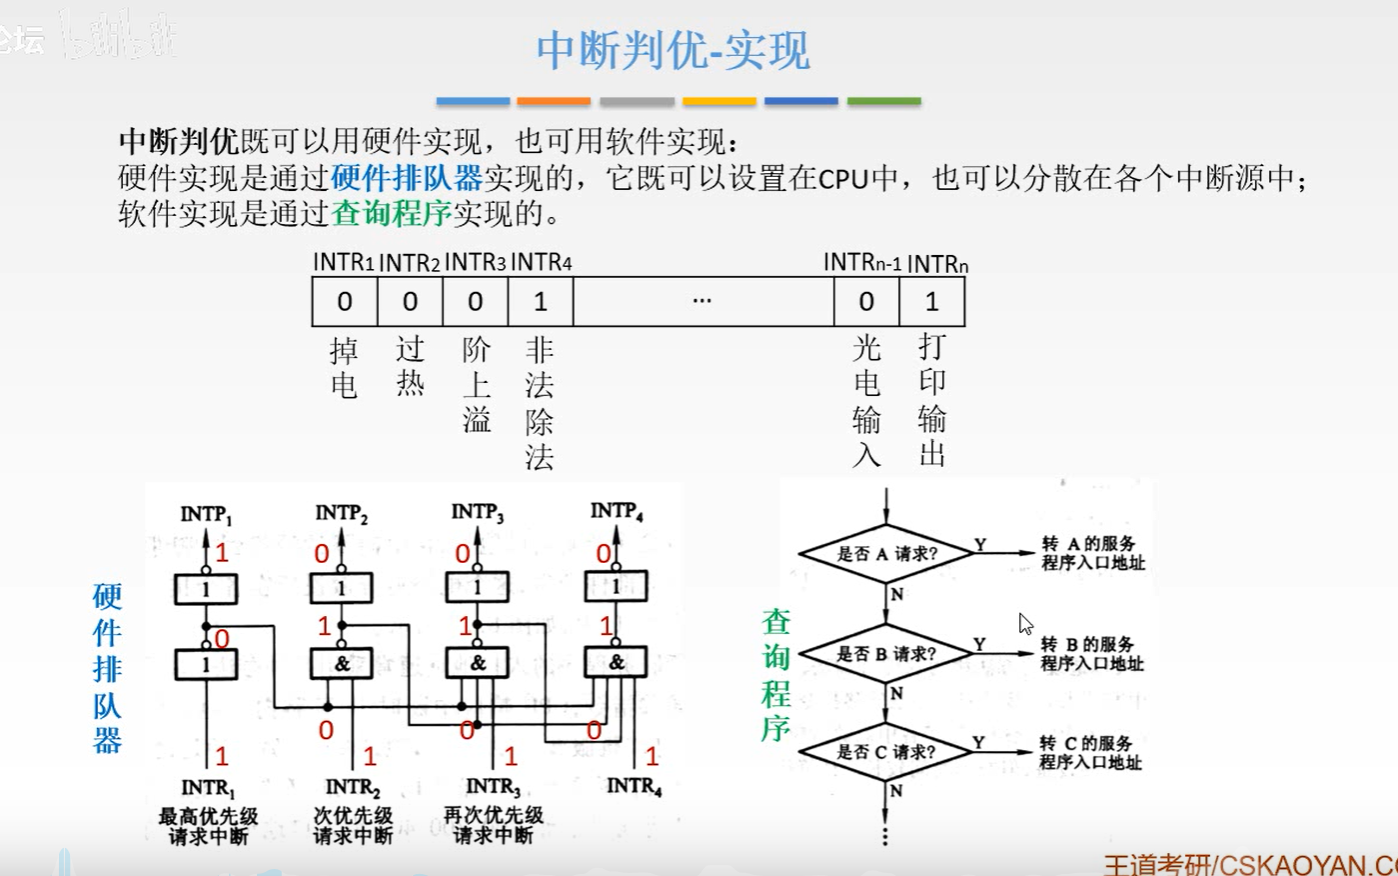 论坛 bilibili
中断判优-实现
中断判优既可以用硬件实现，也可用软件实现：
硬件实现是通过硬件排队器实现的，它既可以设置在CPU中，也可以分散在各个中断源中；
软件实现是通过查询程序实现的。
INTR1 INTR2 INTR3 INTR4 INTRn-1 INTRn
0 0 0 1 … 0 1
掉电 过热 阶上溢 非法除法 光电输入 打印输出
硬件排队器
INTP1 INTP2 INTP3 INTP4
1 0 0 0
1 1 1 1
0 1 1 1
1 & & &
0 0 0
1 1 1 1
INTR1 INTR2 INTR3 INTR4
最高优先级 次优先级 再次优先级
请求中断 请求中断 请求中断
查询程序
是否 A 请求? Y 转 A 的服务
程序入口地址
N
是否 B 请求? Y 转 B 的服务
程序入口地址
N
是否 C 请求? Y 转 C 的服务
程序入口地址
N
⋮
王道考研/CSKAOYAN.CO